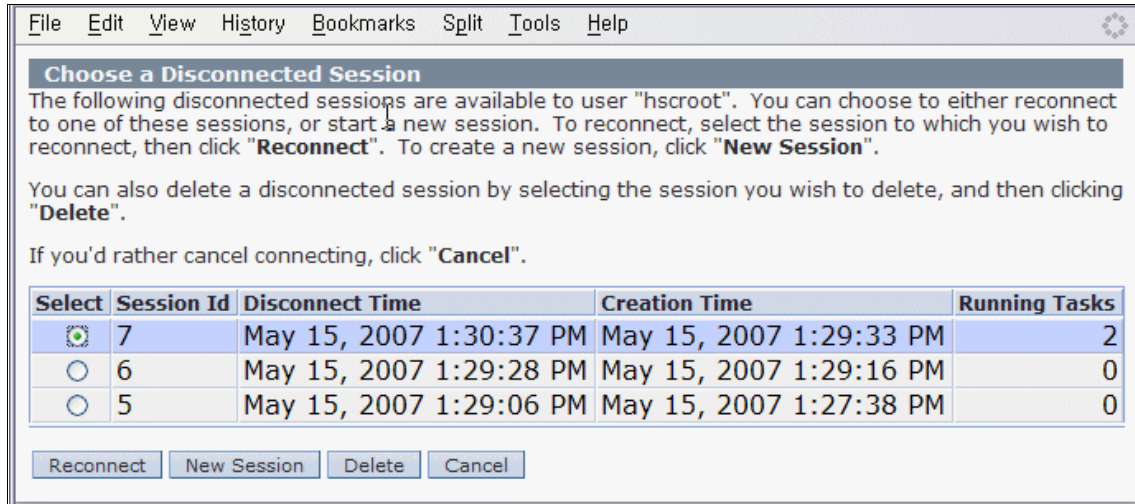 File Edit View History Bookmarks Split Tools Help
Choose a Disconnected Session
The following disconnected sessions are available to user "hscroot". You can choose to either reconnect
to one of these sessions, or start a new session. To reconnect, select the session to which you wish to
reconnect, then click "Reconnect". To create a new session, click "New Session".
You can also delete a disconnected session by selecting the session you wish to delete, and then clicking
"Delete".
If you'd rather cancel connecting, click "Cancel".
Select Session Id Disconnect Time Creation Time Running Tasks
7 May 15, 2007 1:30:37 PM May 15, 2007 1:29:33 PM 2
6 May 15, 2007 1:29:28 PM May 15, 2007 1:29:16 PM 0
5 May 15, 2007 1:29:06 PM May 15, 2007 1:27:38 PM 0
Reconnect New Session Delete Cancel